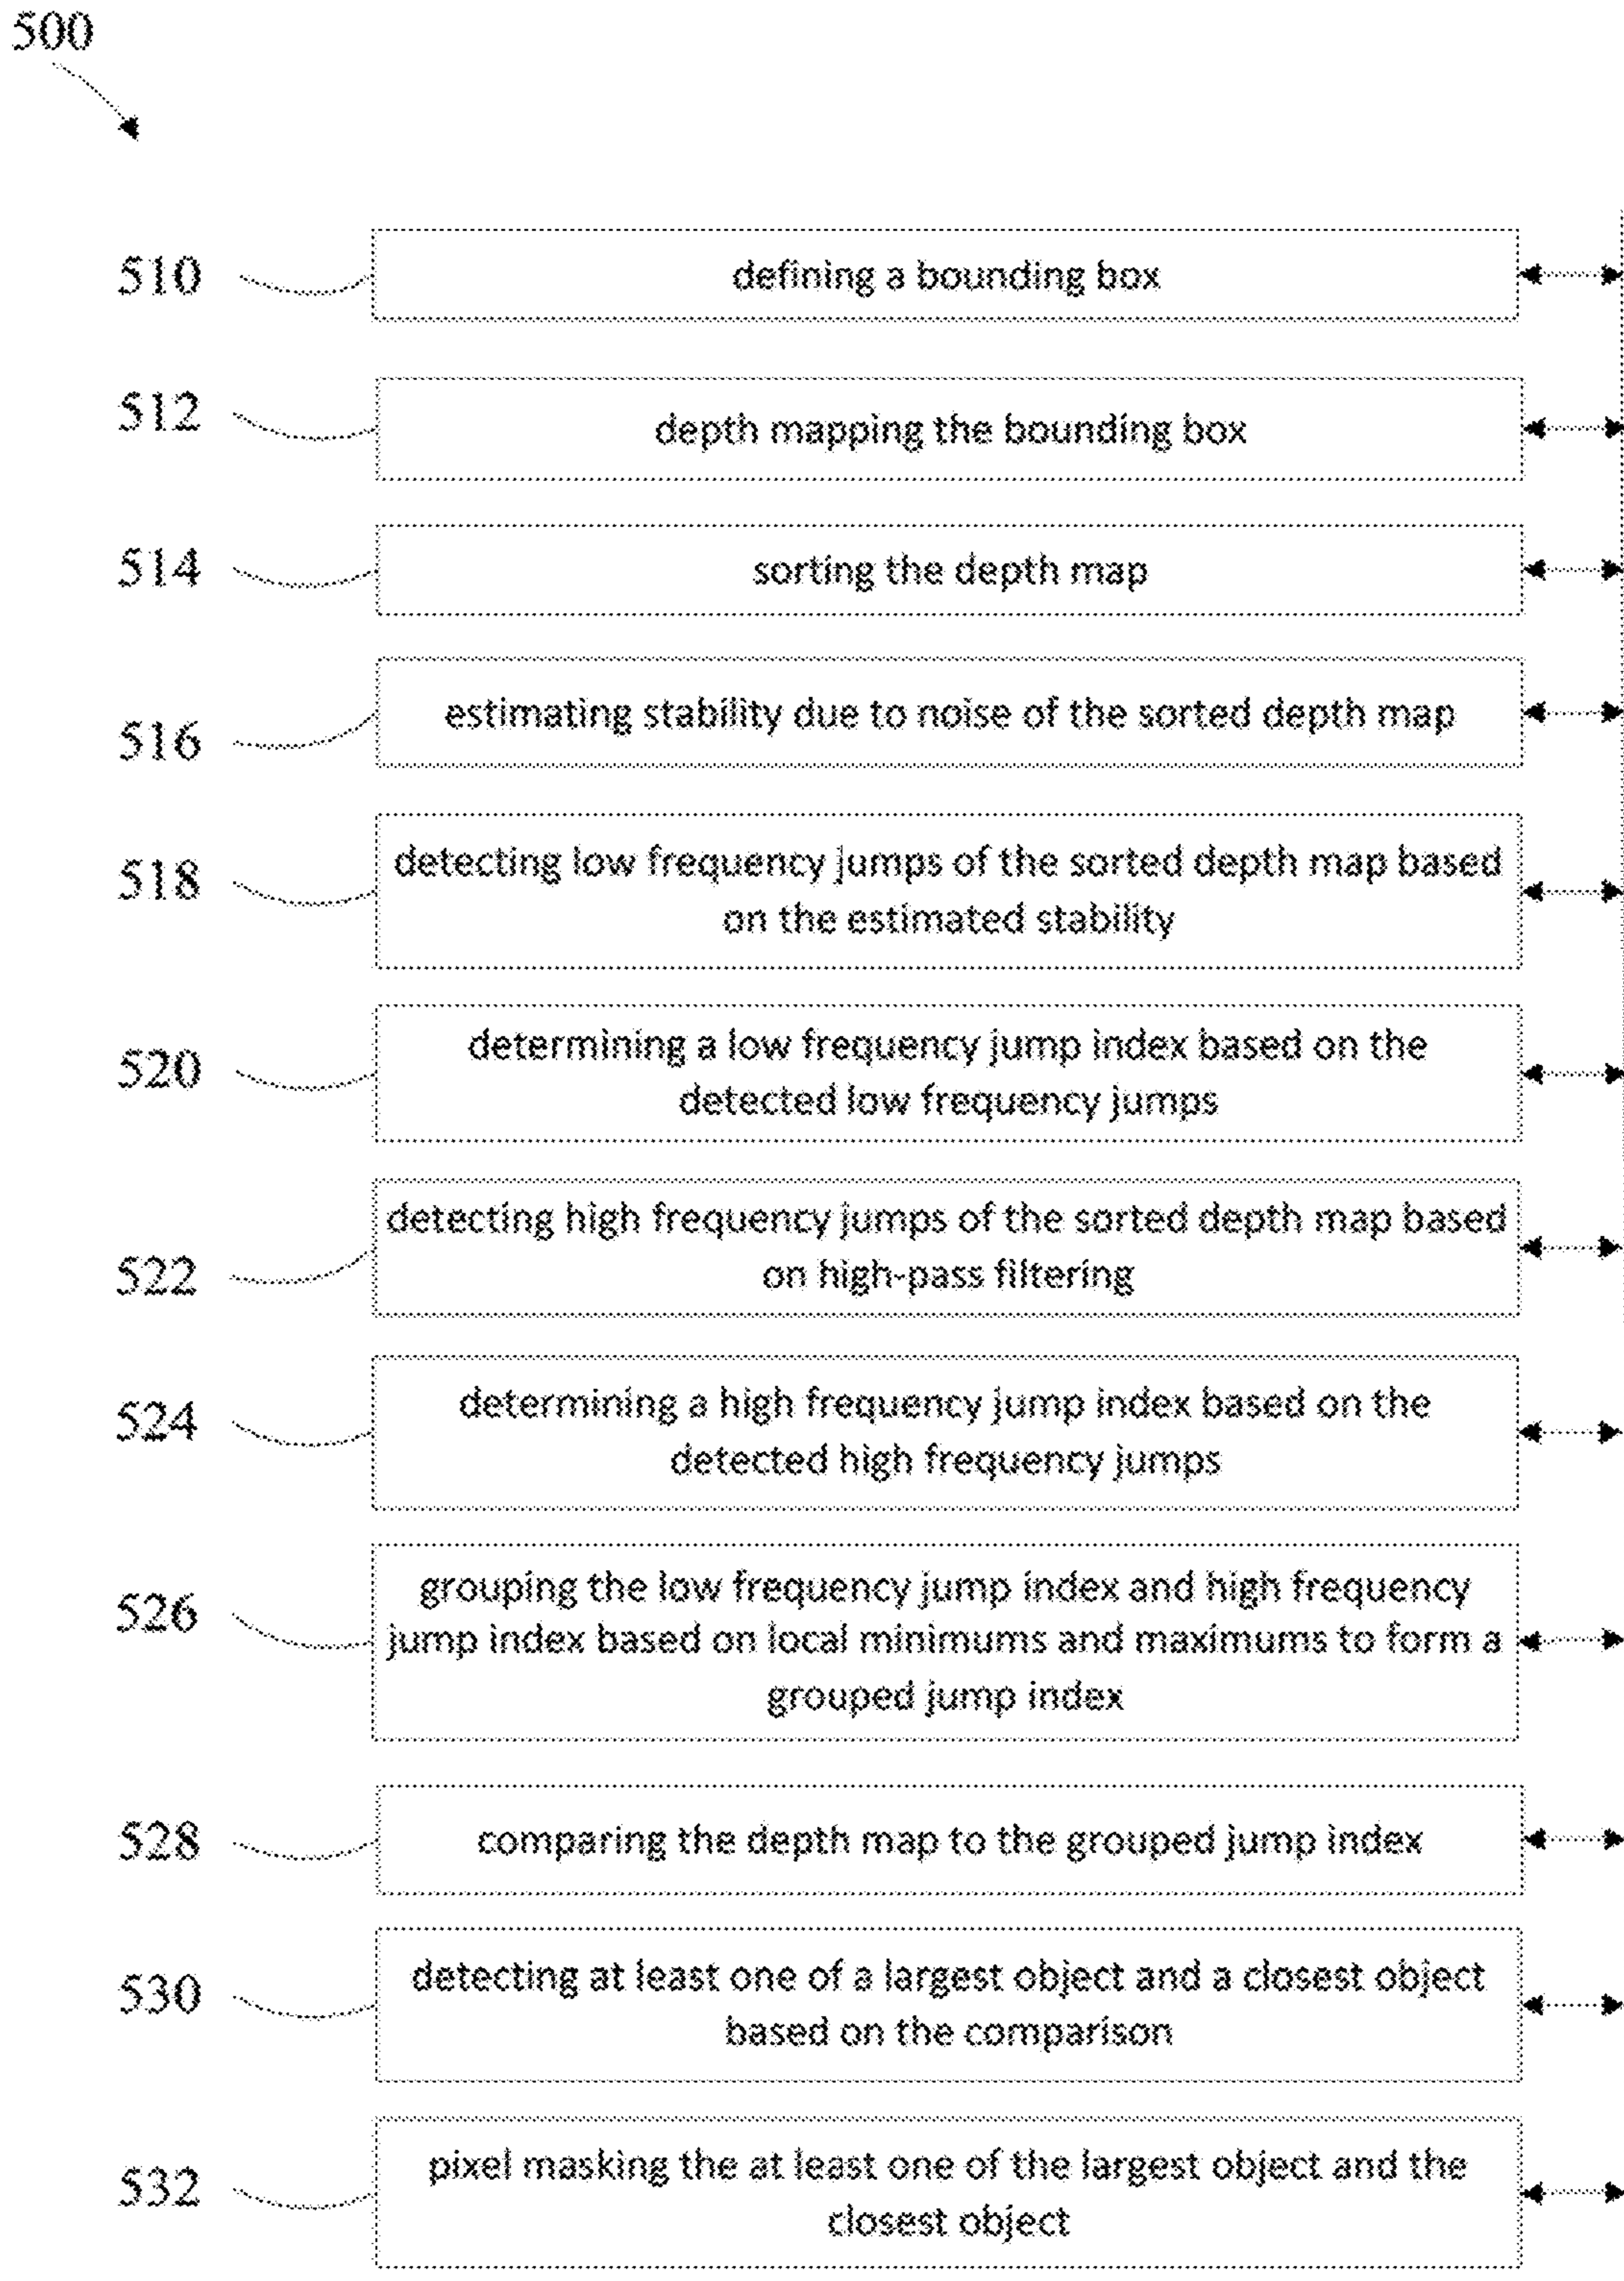 500
510
defining a bounding box
512
depth mapping the bounding box
514
sorting the depth map
516
estimating stability due to noise of the sorted depth map
518
detecting low frequency jumps of the sorted depth map based
on the estimated stability
520
determining a low frequency jump index based on the
detected low frequency jumps
522
detecting high frequency jumps of the sorted depth map based
on high-pass filtering
524
determining a high frequency jump index based on the
detected high frequency jumps
526
grouping the low frequency jump index and high frequency
jump index based on local minimums and maximums to form a
grouped jump index
528
comparing the depth map to the grouped jump index
530
detecting at least one of a largest object and a closest object
based on the comparison
532
pixel masking the at least one of the largest object and the
closest object